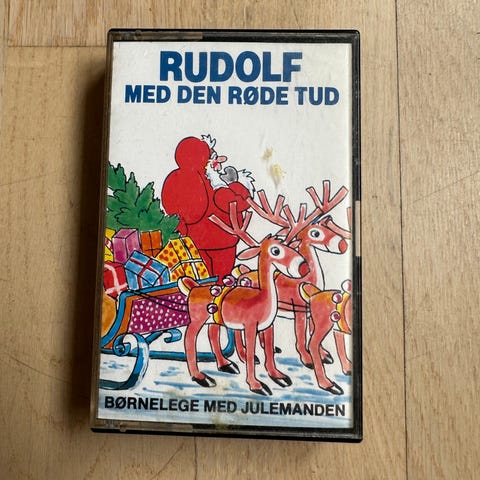 RUDOLF
MED DEN RØDE TUD
BØRNELEGE MED JULEMANDEN